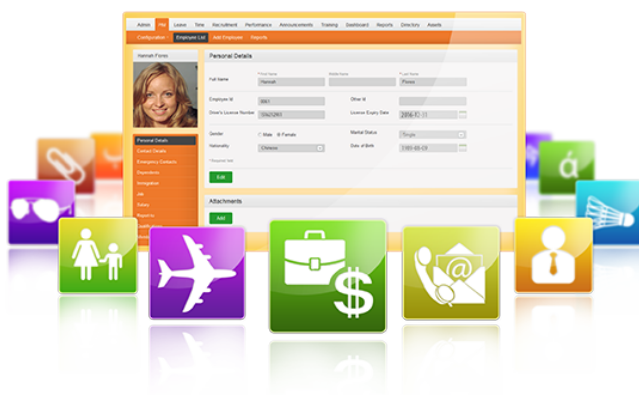 Admin PIM Leave Time Recruitment Performance Announcements Training Dashboard Reports Directory Assets
Configuration Employee List Add Employee Reports
Hannah Flores
Personal Details
Contact Details
Emergency Contacts
Dependents
Immigration
Job
Salary
Report-to
Qualifications
Personal Details
Full Name
* First Name Middle Name * Last Name
Hannah Flores
Employee Id Other Id
Driver's License Number License Expiry Date
Gender Male Female Marital Status Single
Nationality Date of Birth
* Required field
Edit
Attachments
Add
@
$
á